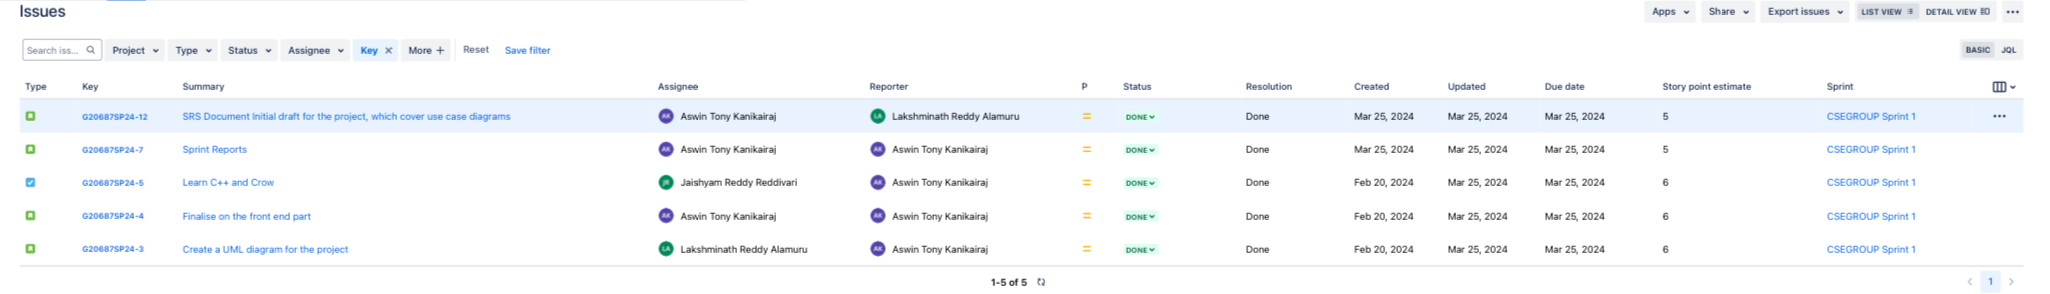 Issues Apps Share Export issues LIST VIEW DETAIL VIEW
Search iss... Project Type Status Assignee Key × More + Reset Save filter BASIC JQL
Type Key Summary Assignee Reporter P Status Resolution Created Updated Due date Story point estimate Sprint
G20687SP24-12 SRS Document Initial draft for the project, which cover use case diagrams AK Aswin Tony Kanikairaj LA Lakshminath Reddy Alamuru DONE Done Mar 25, 2024 Mar 25, 2024 Mar 25, 2024 5 CSEGROUP Sprint 1
G20687SP24-7 Sprint Reports AK Aswin Tony Kanikairaj AK Aswin Tony Kanikairaj DONE Done Mar 25, 2024 Mar 25, 2024 Mar 25, 2024 5 CSEGROUP Sprint 1
G20687SP24-5 Learn C++ and Crow JR Jaishyam Reddy Reddivari AK Aswin Tony Kanikairaj DONE Done Feb 20, 2024 Mar 25, 2024 Mar 25, 2024 6 CSEGROUP Sprint 1
G20687SP24-4 Finalise on the front end part AK Aswin Tony Kanikairaj AK Aswin Tony Kanikairaj DONE Done Feb 20, 2024 Mar 25, 2024 Mar 25, 2024 6 CSEGROUP Sprint 1
G20687SP24-3 Create a UML diagram for the project LA Lakshminath Reddy Alamuru AK Aswin Tony Kanikairaj DONE Done Feb 20, 2024 Mar 25, 2024 Mar 25, 2024 6 CSEGROUP Sprint 1
1-5 of 5 1